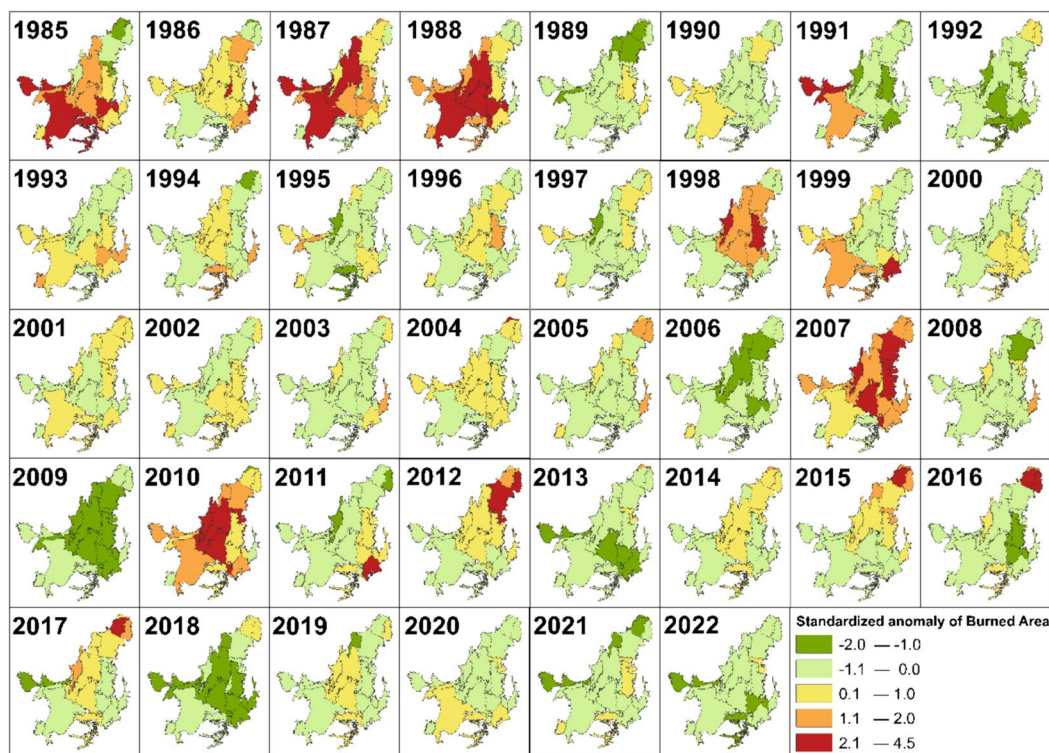 1985 1986 1987 1988 1989 1990 1991 1992
1993 1994 1995 1996 1997 1998 1999 2000
2001 2002 2003 2004 2005 2006 2007 2008
2009 2010 2011 2012 2013 2014 2015 2016
2017 2018 2019 2020 2021 2022
Standardized anomaly of Burned Area
-2.0 — -1.0
-1.1 — 0.0
0.1 — 1.0
1.1 — 2.0
2.1 — 4.5